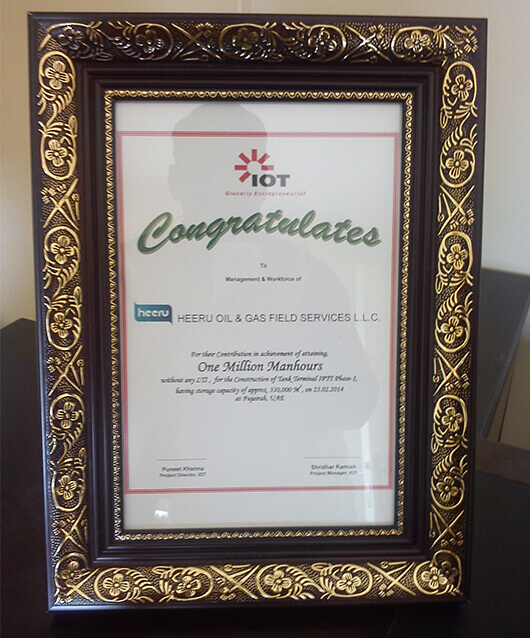 IOT
Glocally Entrepreneurial
Congratulates
To
Management & Workforce of
heeru HEERU OIL & GAS FIELD SERVICES L.L.C.
For their Contribution in achievement of attaining,
One Million Manhours
without any LTI , for the Construction of Tank Terminal IPTI Phase-1,
having storage capacity of approx, 330,000 M³, on 23.02.2014
at Fujairah, UAE
Puneet Khanna
Project Director, IOT
Shridhar Ramiah
Project Manager, IOT